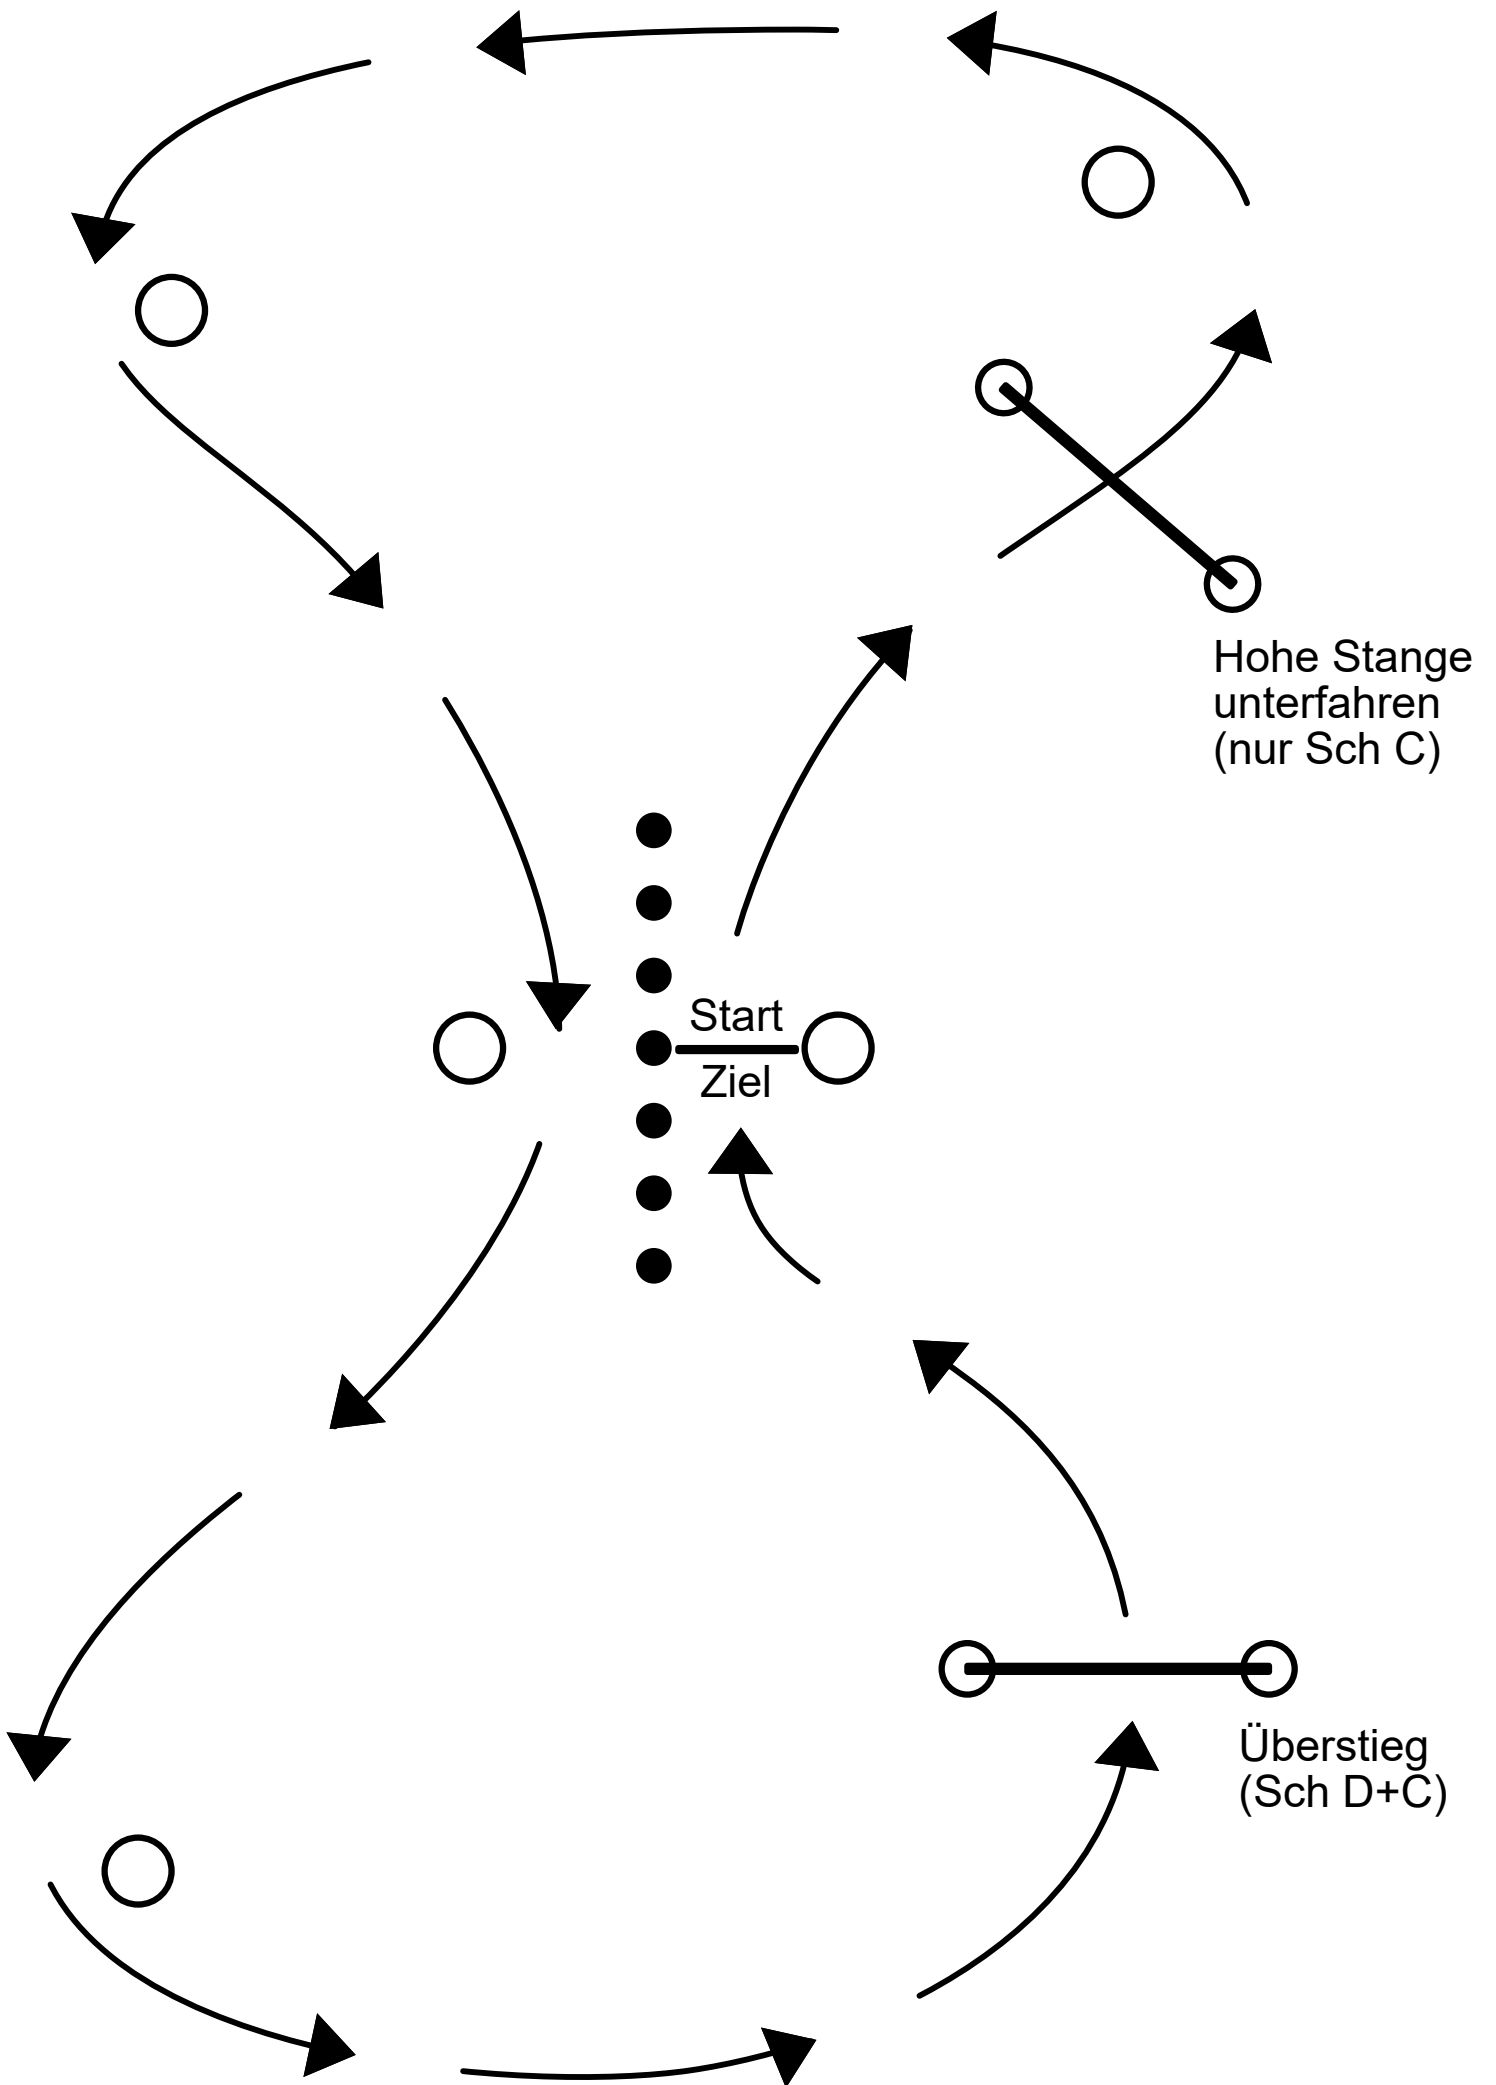 Hohe Stange
unterfahren
(nur Sch C)
Start
Ziel
Überstieg
(Sch D+C)